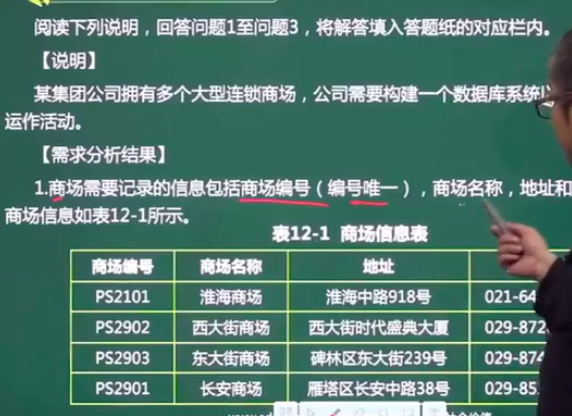 阅读下列说明，回答问题1至问题3，将解答填入答题纸的对应栏内。
【说明】
某集团公司拥有多个大型连锁商场，公司需要构建一个数据库系统
运作活动。
【需求分析结果】
1.商场需要记录的信息包括商场编号（编号唯一），商场名称，地址和
商场信息如表12-1所示。
表12-1 商场信息表
商场编号 商场名称 地址
PS2101 淮海商场 淮海中路918号 021-64
PS2902 西大街商场 西大街时代盛典大厦 029-872
PS2903 东大街商场 碑林区东大街239号 029-874
PS2901 长安商场 雁塔区长安中路38号 029-85